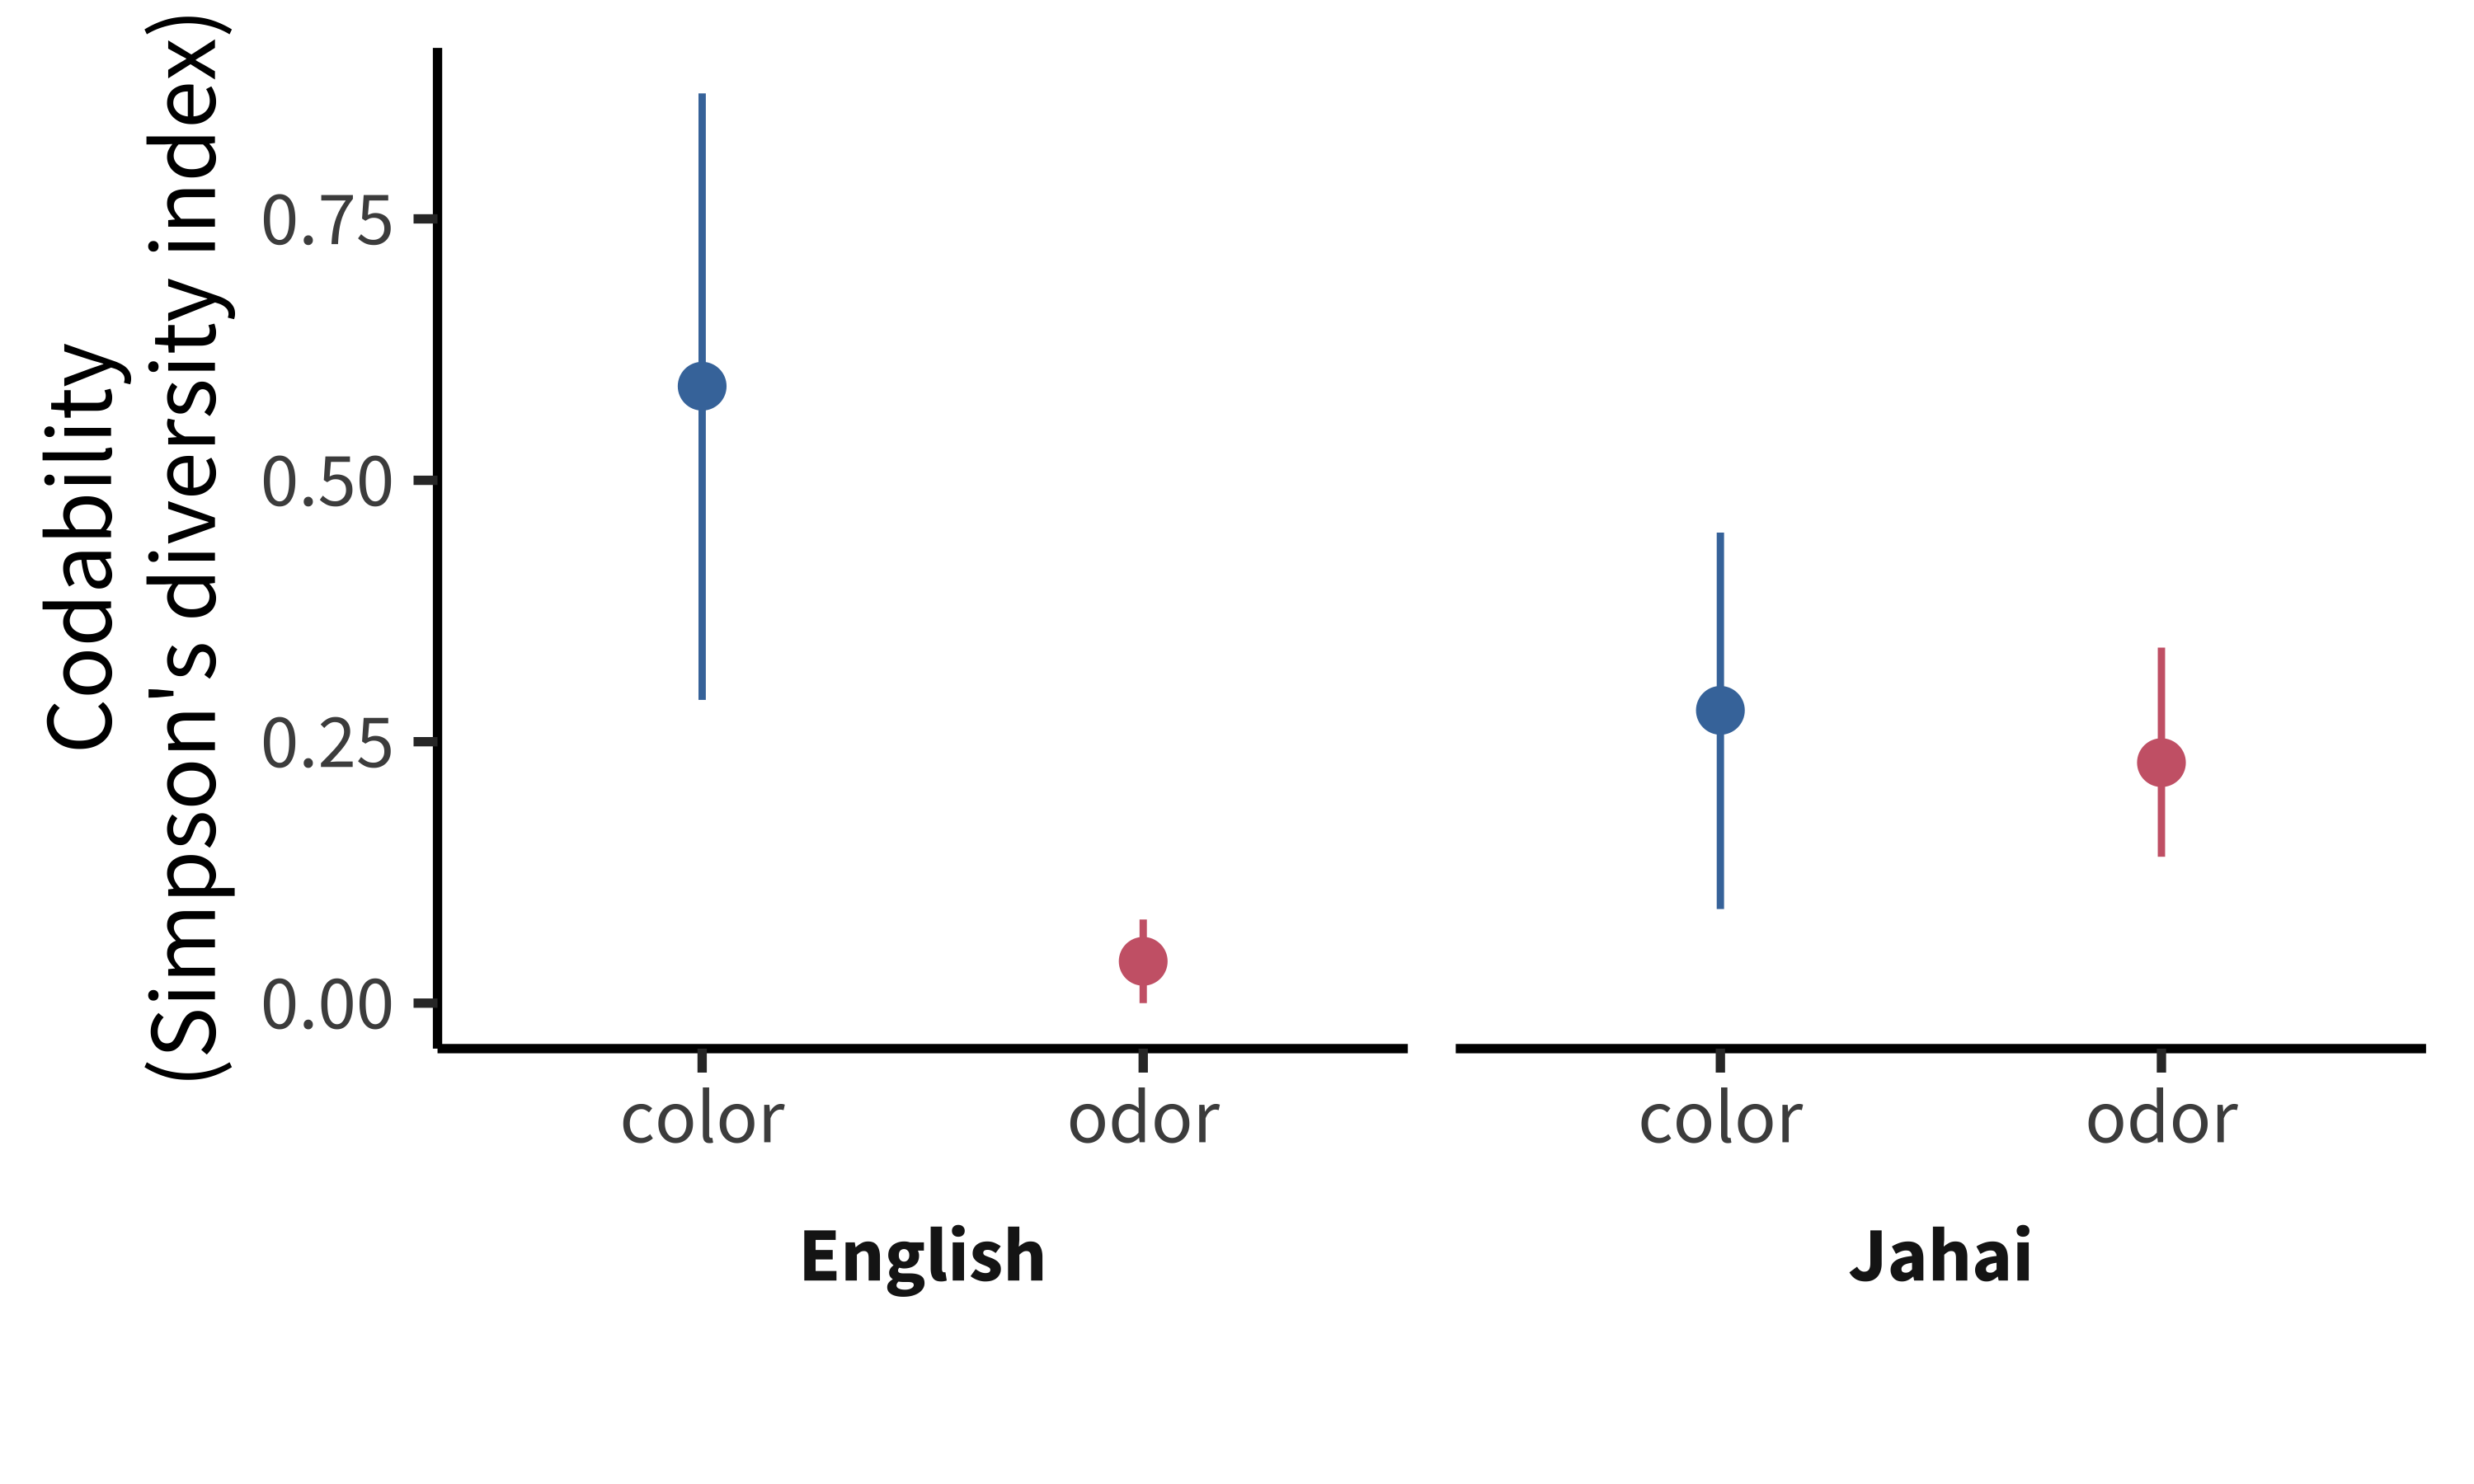 Codability
(Simpson's diversity index)
0.75
0.50
0.25
0.00
color odor color odor
English Jahai